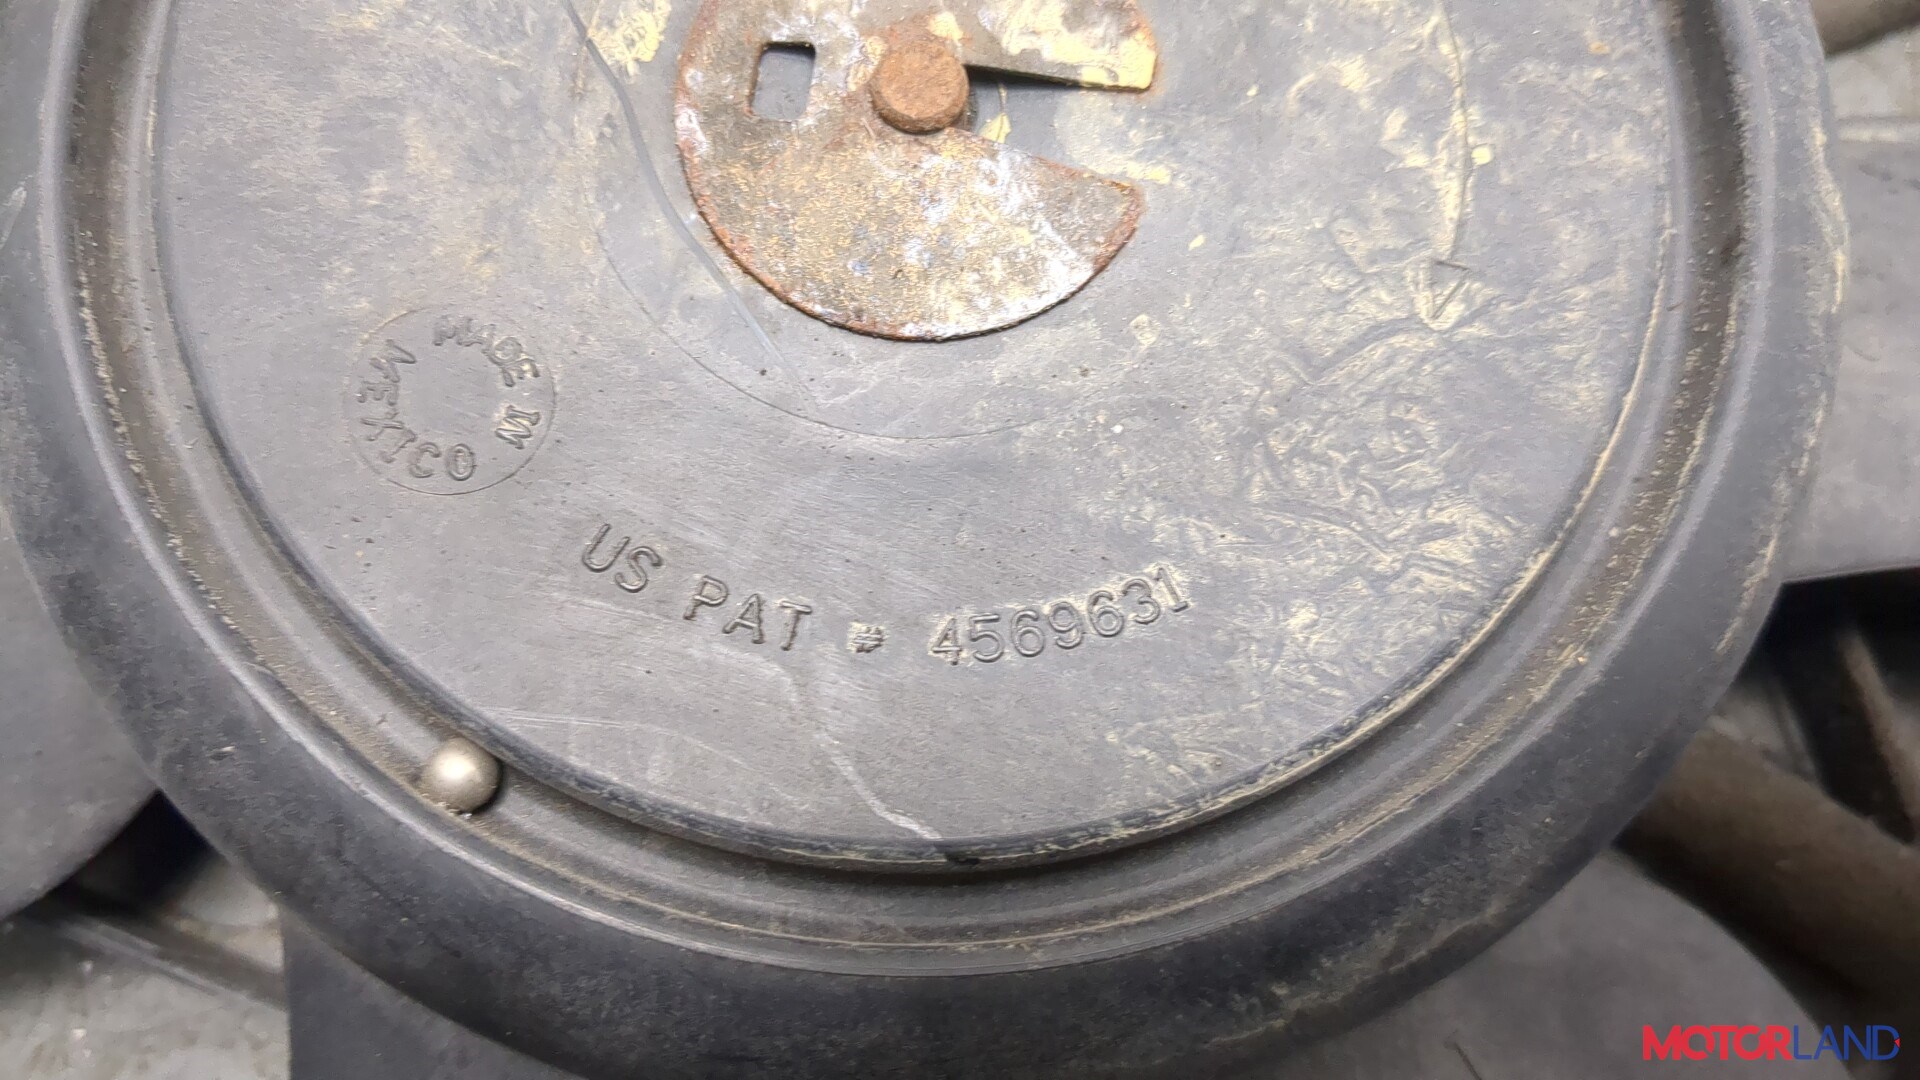 MADE IN
MEXICO
US PAT # 4569631
MOTORLAND